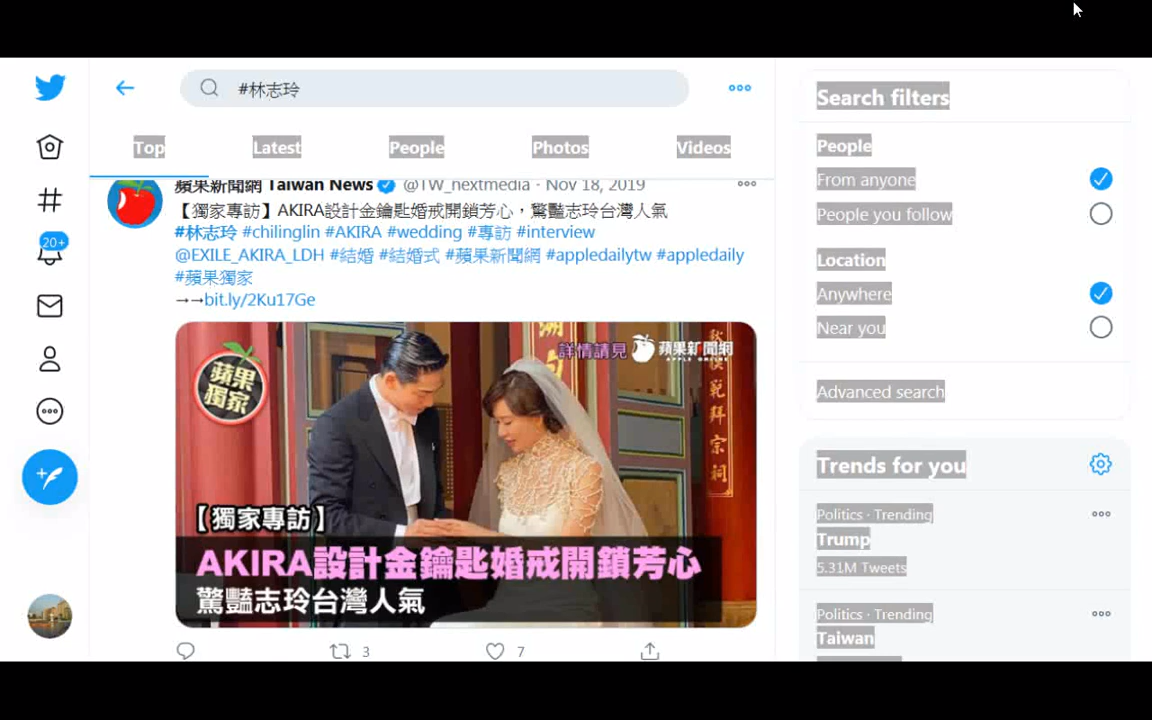 #林志玲
Top
Latest
People
Photos
Videos
蘋果新聞網 Taiwan News @TW_nextmedia · Nov 18, 2019
【獨家專訪】AKIRA設計金鑰匙婚戒開鎖芳心，驚豔志玲台灣人氣
#林志玲 #chilinglin #AKIRA #wedding #專訪 #interview
@EXILE_AKIRA_LDH #結婚 #結婚式 #蘋果新聞網 #appledailytw #appledaily
#蘋果獨家
→→bit.ly/2Ku17Ge
詳情請見 蘋果新聞網
APPLE ONLINE
蘋果
獨家
【獨家專訪】
AKIRA設計金鑰匙婚戒開鎖芳心
驚豔志玲台灣人氣
3
7
20+
Search filters
People
From anyone
People you follow
Location
Anywhere
Near you
Advanced search
Trends for you
Politics · Trending
Trump
5.31M Tweets
Politics · Trending
Taiwan